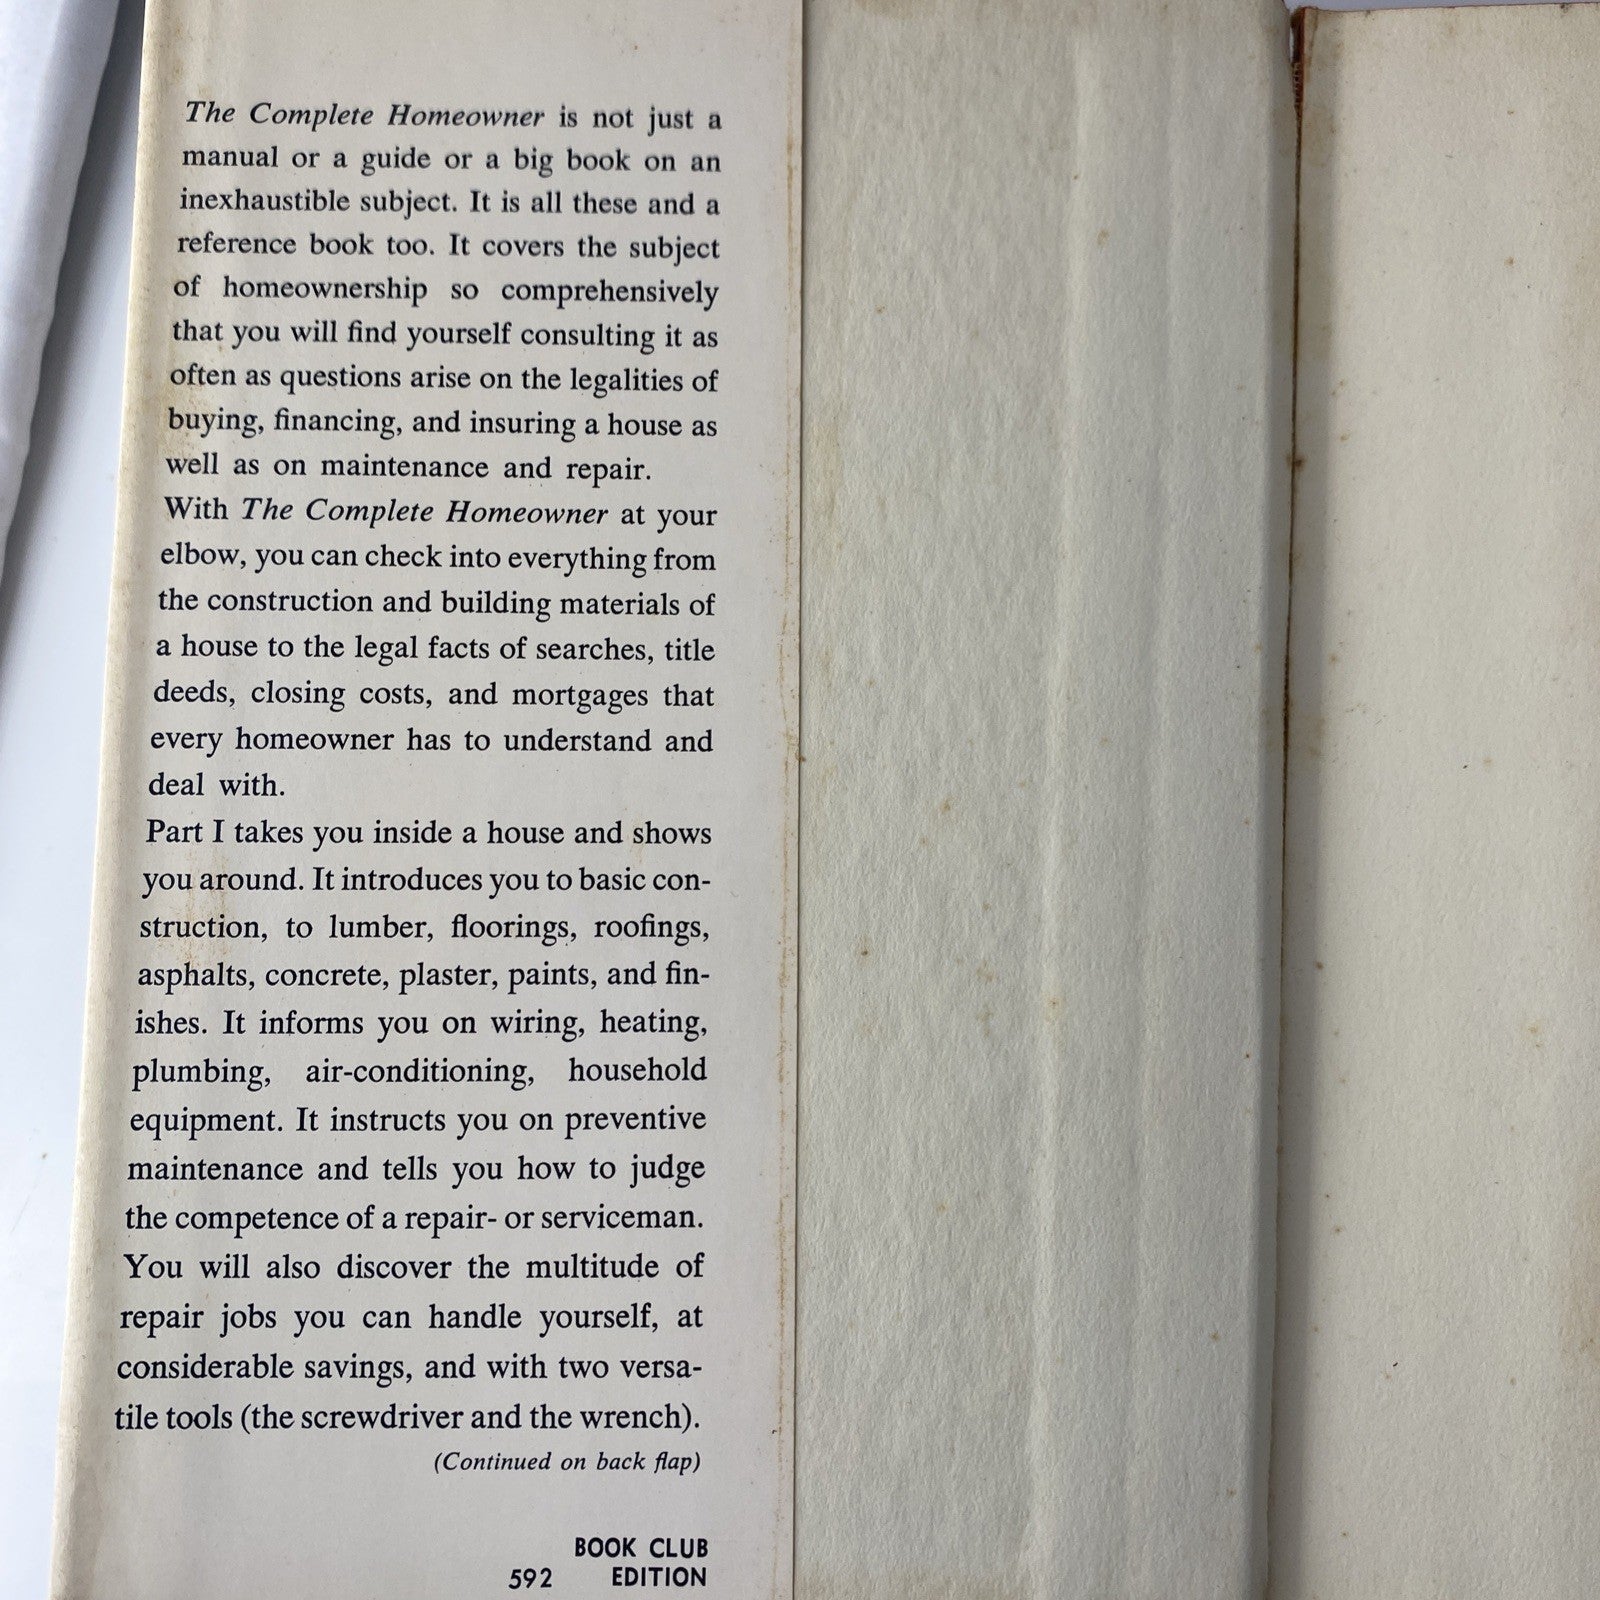 The Complete Homeowner is not just a
manual or a guide or a big book on an
inexhaustible subject. It is all these and a
reference book too. It covers the subject
of homeownership so comprehensively
that you will find yourself consulting it as
often as questions arise on the legalities of
buying, financing, and insuring a house as
well as on maintenance and repair.
With The Complete Homeowner at your
elbow, you can check into everything from
the construction and building materials of
a house to the legal facts of searches, title
deeds, closing costs, and mortgages that
every homeowner has to understand and
deal with.
Part I takes you inside a house and shows
you around. It introduces you to basic con-
struction, to lumber, floorings, roofings,
asphalts, concrete, plaster, paints, and fin-
ishes. It informs you on wiring, heating,
plumbing, air-conditioning, household
equipment. It instructs you on preventive
maintenance and tells you how to judge
the competence of a repair- or serviceman.
You will also discover the multitude of
repair jobs you can handle yourself, at
considerable savings, and with two versa-
tile tools (the screwdriver and the wrench).
(Continued on back flap)
BOOK CLUB
592 EDITION